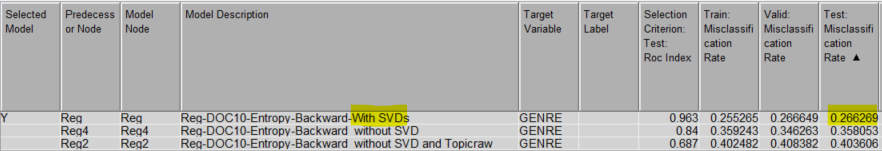 Selected Model Predecess or Node Model Node Model Description Target Variable Target Label Selection Criterion: Test: Roc Index Train: Misclassifi cation Rate Valid: Misclassifi cation Rate Test: Misclassifi cation Rate ▲
Y Reg Reg Reg-DOC10-Entropy-Backward-With SVDs GENRE 0.963 0.255265 0.266649 0.266269
Reg4 Reg4 Reg-DOC10-Entropy-Backward without SVD GENRE 0.84 0.359243 0.346263 0.358053
Reg2 Reg2 Reg-DOC10-Entropy-Backward without SVD and Topicraw GENRE 0.687 0.402482 0.408382 0.403606